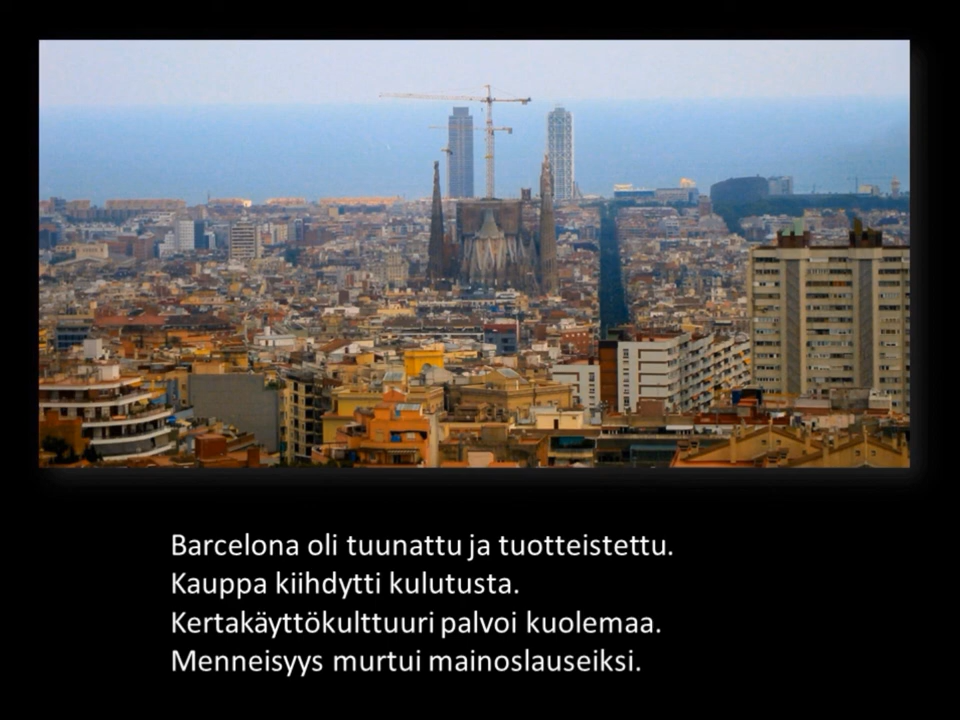 Barcelona oli tuunattu ja tuotteistettu.
Kauppa kiihdytti kulutusta.
Kertakäyttökulttuuri palvoi kuolemaa.
Menneisyys murtui mainoslauseiksi.